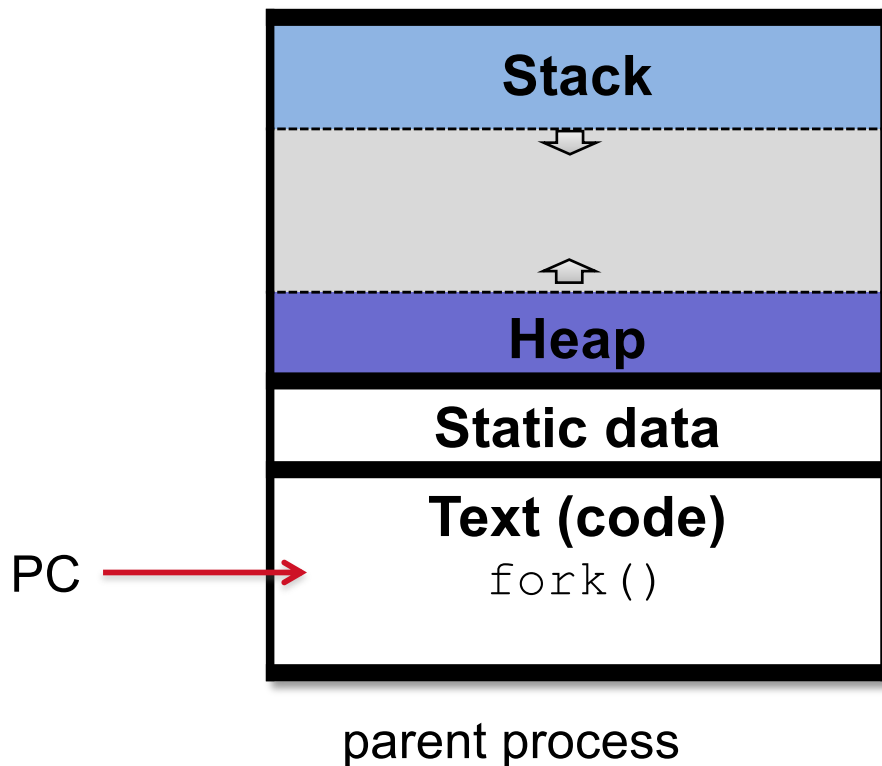 Stack
Heap
Static data
Text (code)
PC
fork()
parent process